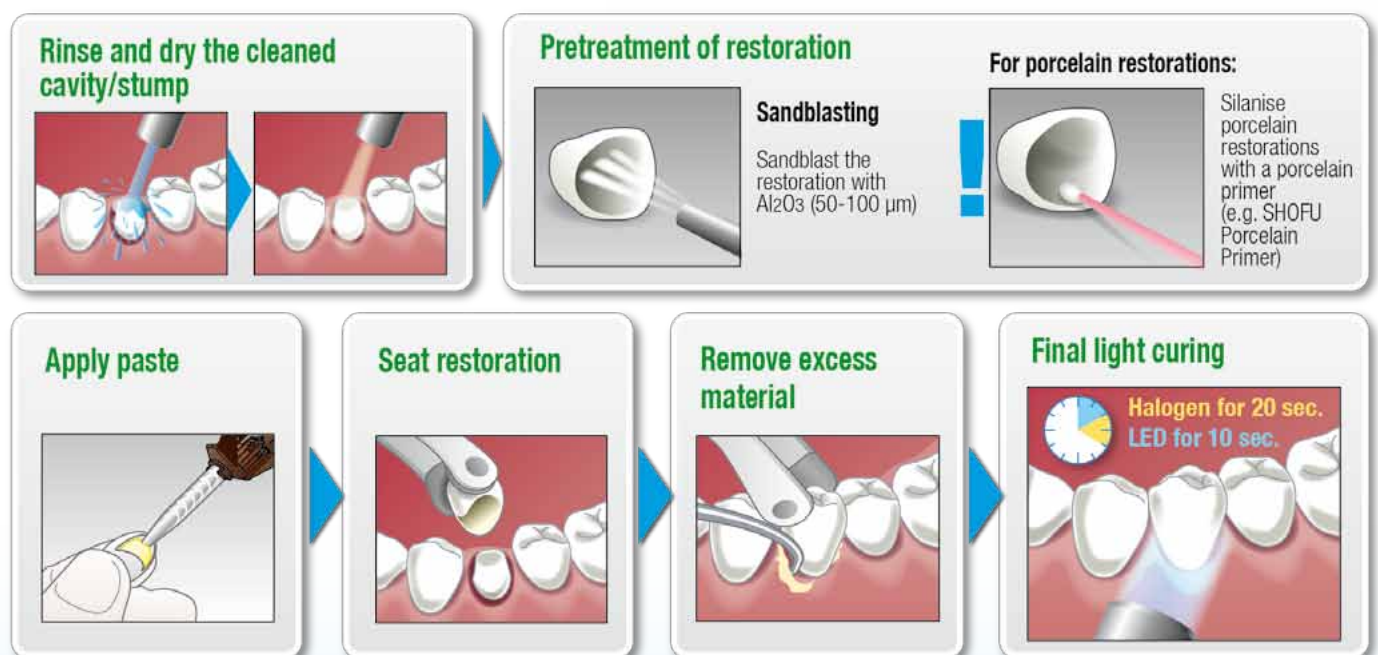 Rinse and dry the cleaned
cavity/stump
Pretreatment of restoration
Sandblasting
Sandblast the
restoration with
Al2O3 (50-100 µm)
!
For porcelain restorations:
Silanise
porcelain
restorations
with a porcelain
primer
(e.g. SHOFU
Porcelain
Primer)
Apply paste
Seat restoration
Remove excess
material
Final light curing
Halogen for 20 sec.
LED for 10 sec.